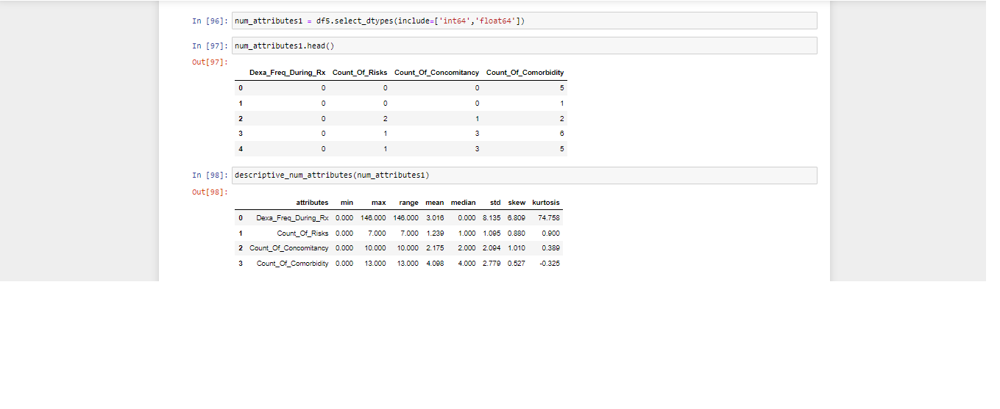 In [96]: num_attributes1 = df5.select_dtypes(include=['int64','float64'])
In [97]: num_attributes1.head()
Out[97]:
Dexa_Freq_During_Rx Count_Of_Risks Count_Of_Concomitancy Count_Of_Comorbidity
0 0 0 0 5
1 0 0 0 1
2 0 2 1 2
3 0 1 3 6
4 0 1 3 5
In [98]: descriptive_num_attributes(num_attributes1)
Out[98]:
attributes min max range mean median std skew kurtosis
0 Dexa_Freq_During_Rx 0.000 146.000 146.000 3.016 0.000 8.135 6.809 74.758
1 Count_Of_Risks 0.000 7.000 7.000 1.239 1.000 1.095 0.880 0.900
2 Count_Of_Concomitancy 0.000 10.000 10.000 2.175 2.000 2.094 1.010 0.389
3 Count_Of_Comorbidity 0.000 13.000 13.000 4.098 4.000 2.779 0.527 -0.325